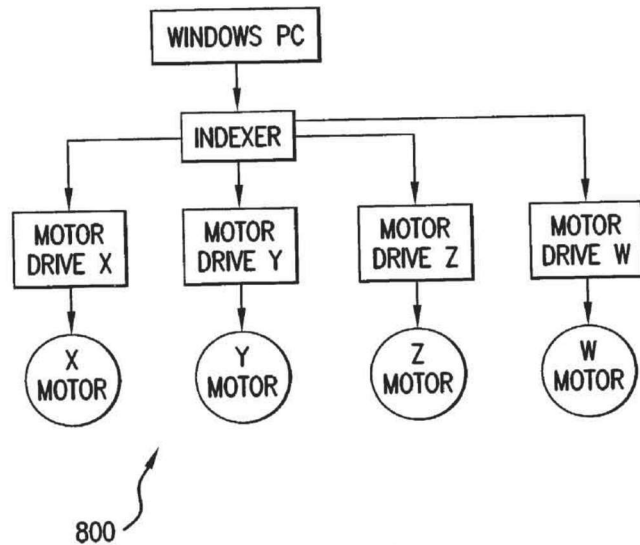 WINDOWS PC
INDEXER
MOTOR
DRIVE X
MOTOR
DRIVE Y
MOTOR
DRIVE Z
MOTOR
DRIVE W
X
MOTOR
Y
MOTOR
Z
MOTOR
W
MOTOR
800